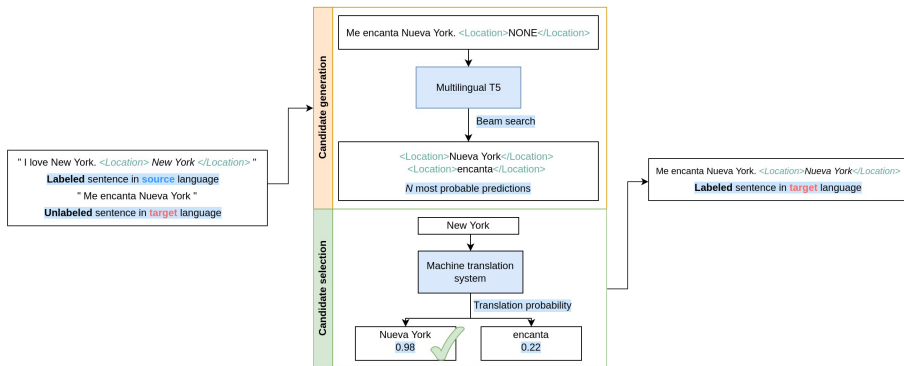 " I love New York. <Location> New York </Location> "
Labeled sentence in source language
" Me encanta Nueva York "
Unlabeled sentence in target language
Candidate generation
Me encanta Nueva York. <Location>NONE</Location>
Multilingual T5
Beam search
<Location>Nueva York</Location>
<Location>encanta</Location>
N most probable predictions
Candidate selection
New York
Machine translation
system
Translation probability
Nueva York
0.98
encanta
0.22
Me encanta Nueva York. <Location>Nueva York</Location>
Labeled sentence in target language